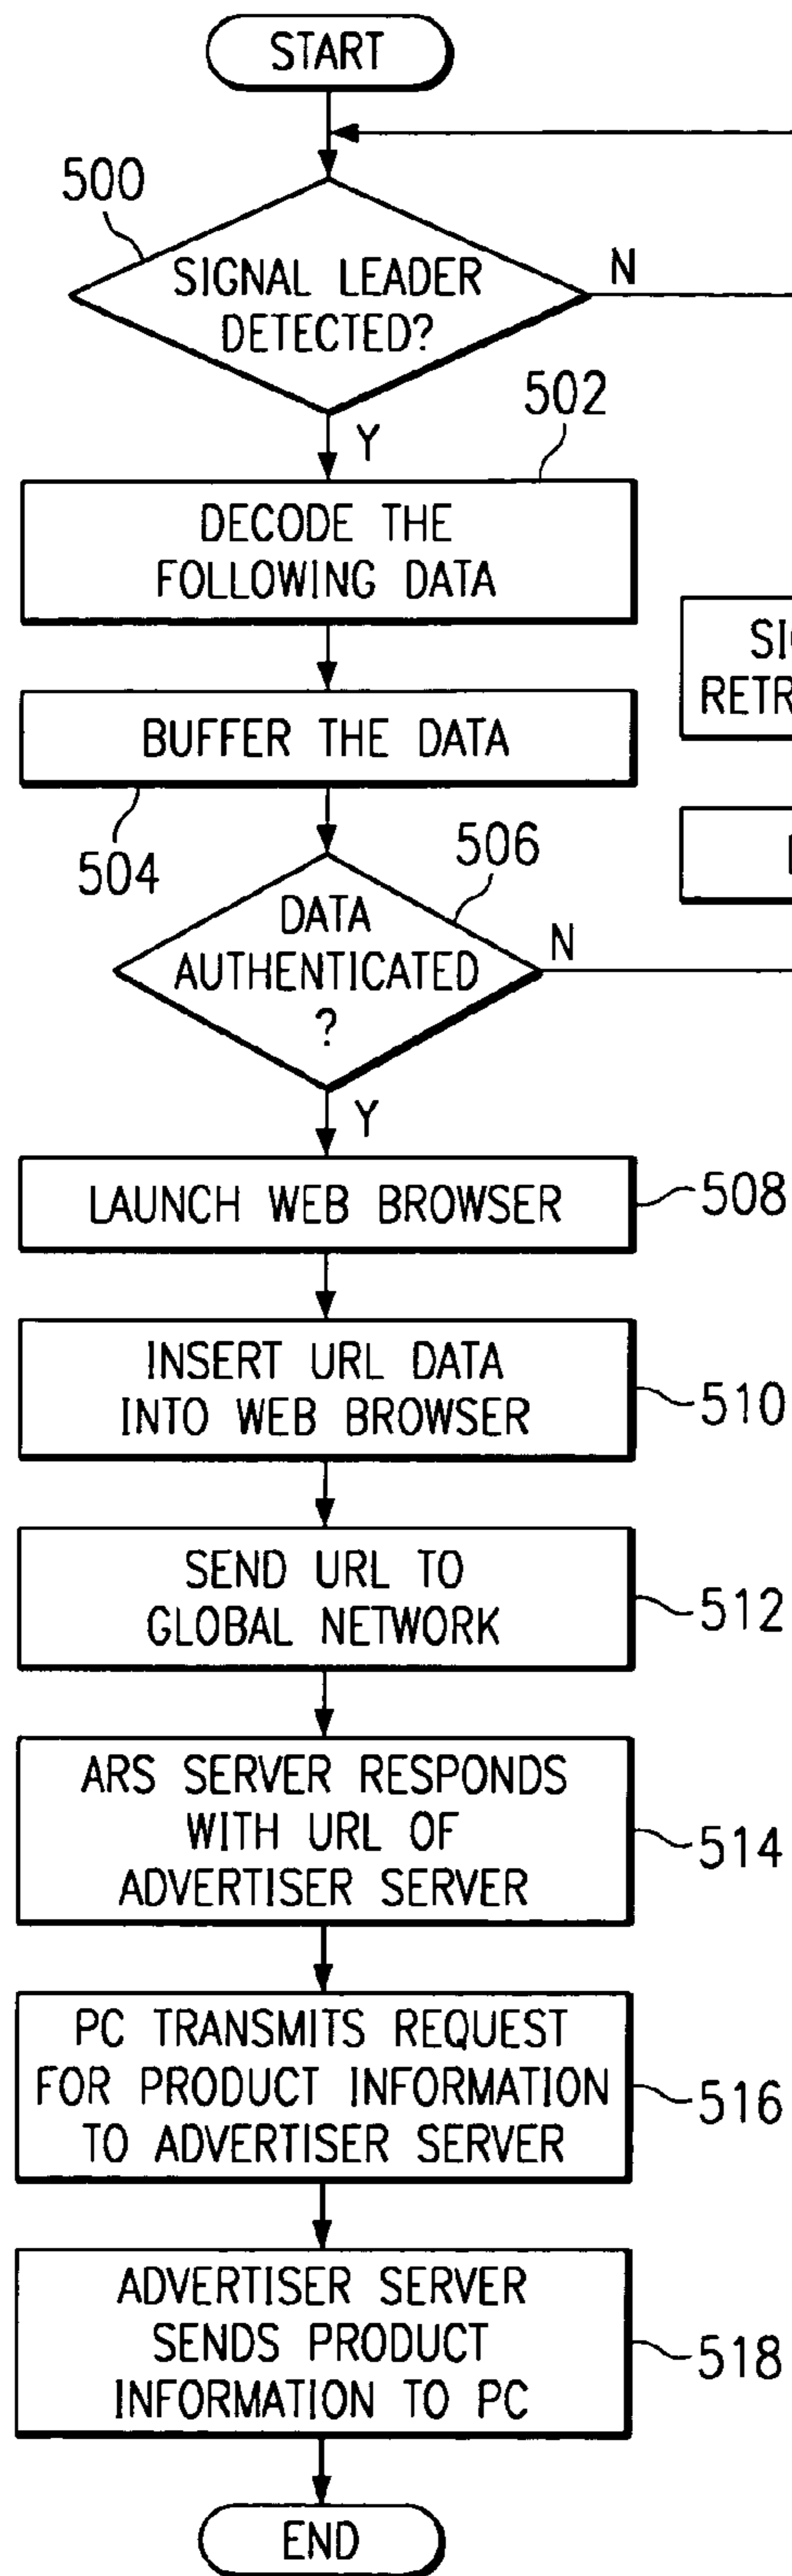 START
500
SIGNAL LEADER
DETECTED?
N
Y
502
DECODE THE
FOLLOWING DATA
BUFFER THE DATA
504
506
DATA
AUTHENTICATED
?
N
Y
LAUNCH WEB BROWSER
508
INSERT URL DATA
INTO WEB BROWSER
510
SEND URL TO
GLOBAL NETWORK
512
ARS SERVER RESPONDS
WITH URL OF
ADVERTISER SERVER
514
PC TRANSMITS REQUEST
FOR PRODUCT INFORMATION
TO ADVERTISER SERVER
516
ADVERTISER SERVER
SENDS PRODUCT
INFORMATION TO PC
518
END